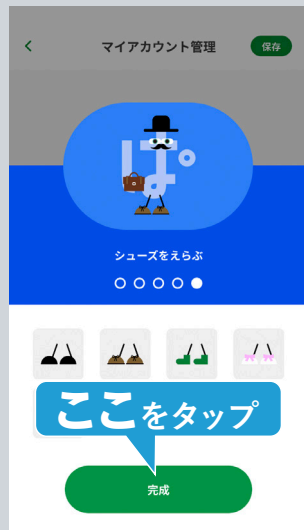 マイアカウント管理
保存
ぱ
シューズをえらぶ
ここをタップ
完成